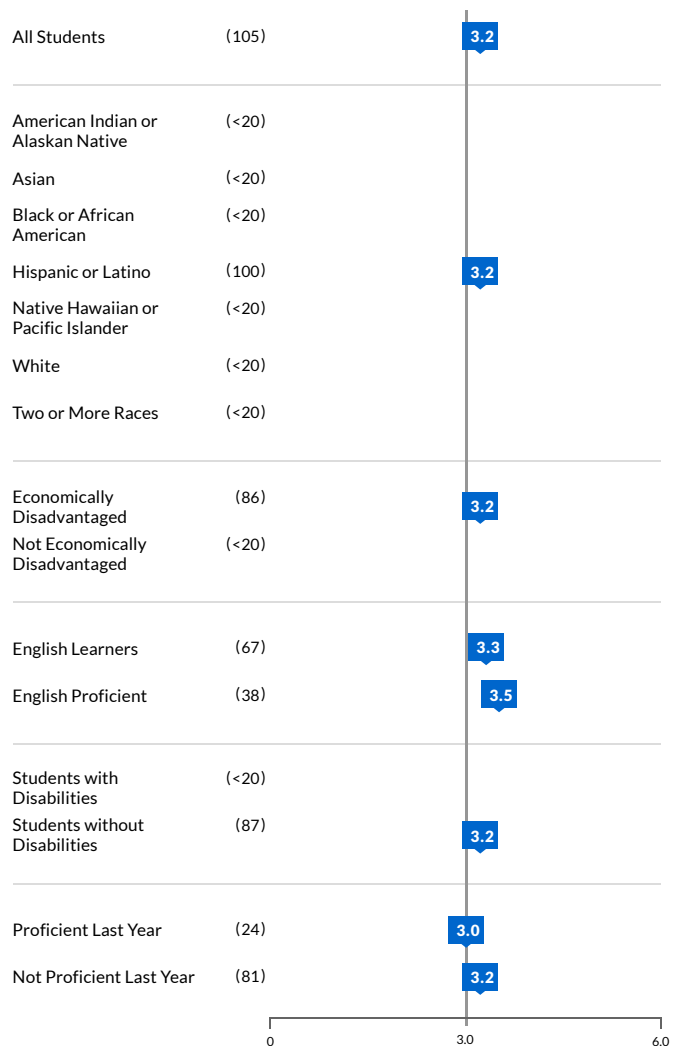 All Students (105) 3.2
American Indian or (<20)
Alaskan Native
Asian (<20)
Black or African (<20)
American
Hispanic or Latino (100) 3.2
Native Hawaiian or (<20)
Pacific Islander
White (<20)
Two or More Races (<20)
Economically (86) 3.2
Disadvantaged
Not Economically (<20)
Disadvantaged
English Learners (67) 3.3
English Proficient (38) 3.5
Students with (<20)
Disabilities
Students without (87) 3.2
Disabilities
Proficient Last Year (24) 3.0
Not Proficient Last Year (81) 3.2
0 3.0 6.0